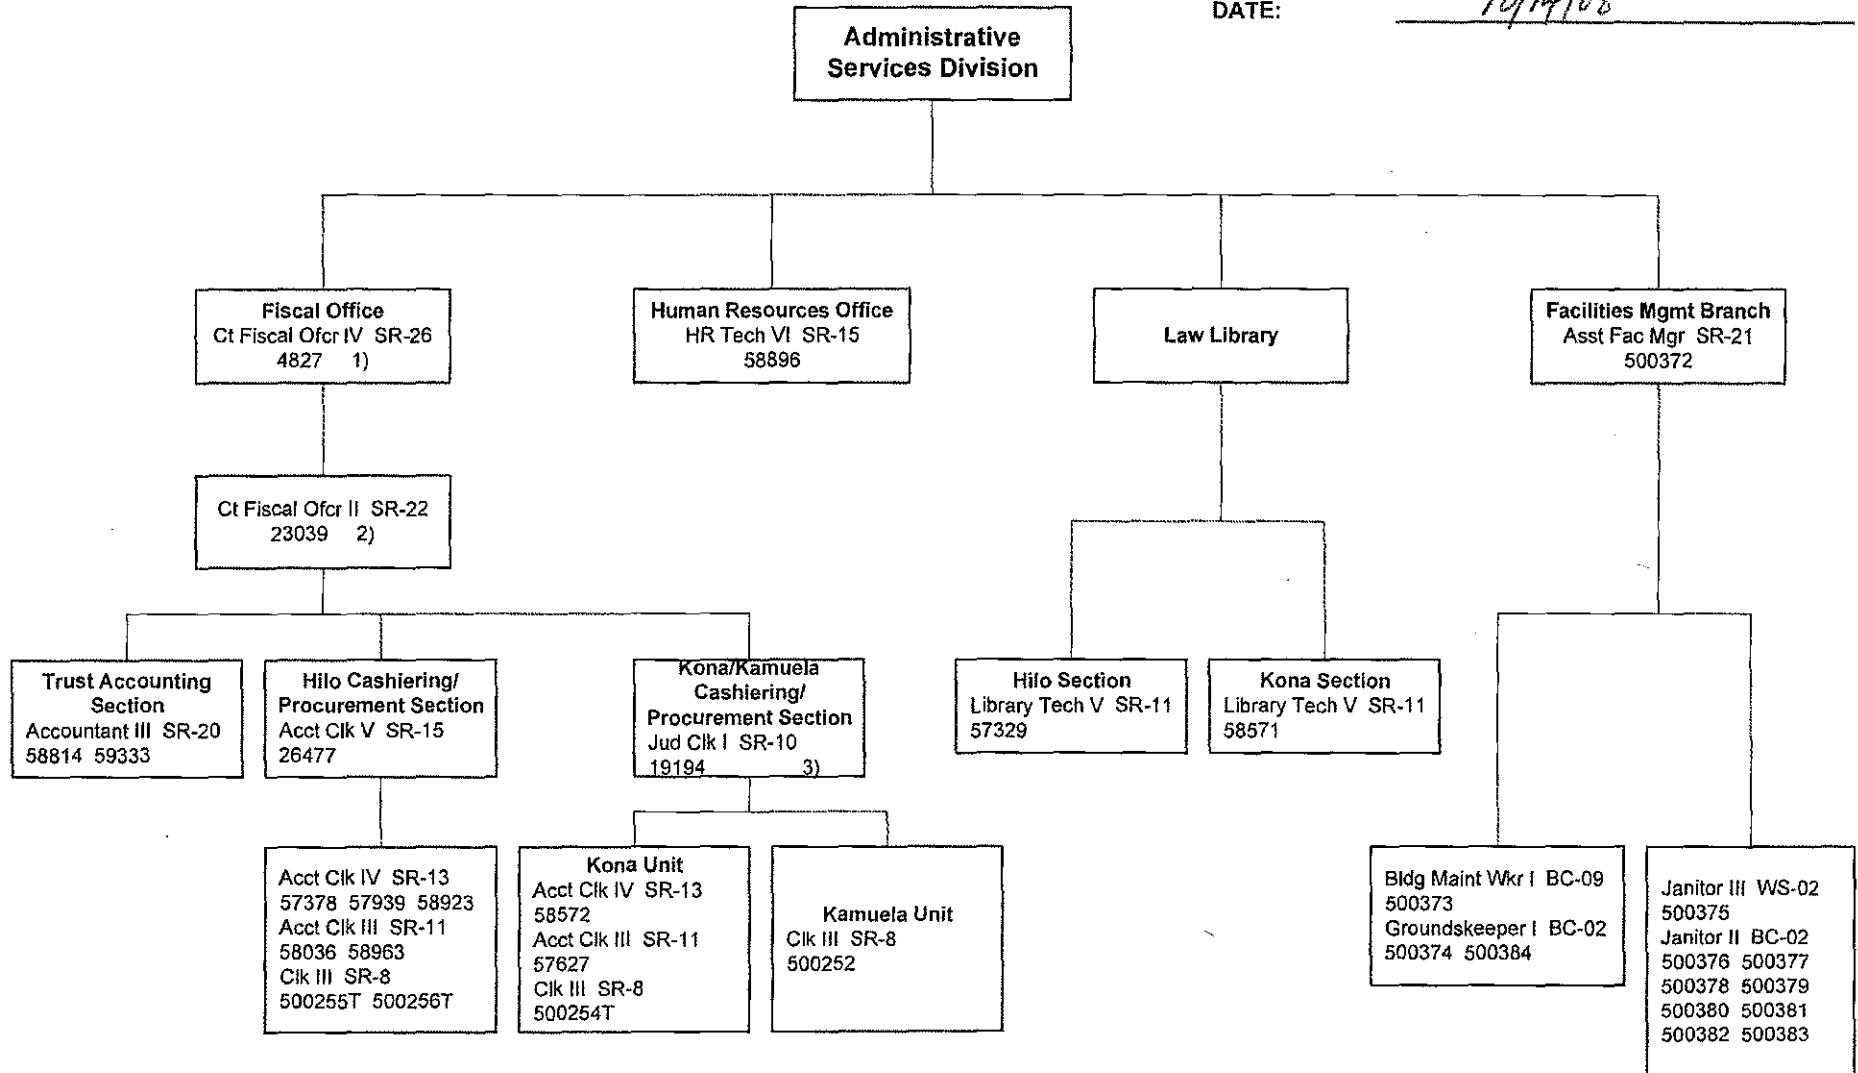 DATE:
Administrative
Services Division
Fiscal Office
Ct Fiscal Ofcr IV SR-26
4827 1)
Human Resources Office
HR Tech VI SR-15
58896
Law Library
Facilities Mgmt Branch
Asst Fac Mgr SR-21
500372
Ct Fiscal Ofcr II SR-22
23039 2)
Trust Accounting
Section
Accountant III SR-20
58814 59333
Hilo Cashiering/
Procurement Section
Acct Clk V SR-15
26477
Kona/Kamuela
Cashiering/
Procurement Section
Jud Clk I SR-10
19194 3)
Hilo Section
Library Tech V SR-11
57329
Kona Section
Library Tech V SR-11
58571
Acct Clk IV SR-13
57378 57939 58923
Acct Clk III SR-11
58036 58963
Clk III SR-8
500255T 500256T
Kona Unit
Acct Clk IV SR-13
58572
Acct Clk III SR-11
57627
Clk III SR-8
500254T
Kamuela Unit
Clk III SR-8
500252
Bldg Maint Wkr I BC-09
500373
Groundskeeper I BC-02
500374 500384
Janitor III WS-02
500375
Janitor II BC-02
500376 500377
500378 500379
500380 500381
500382 500383